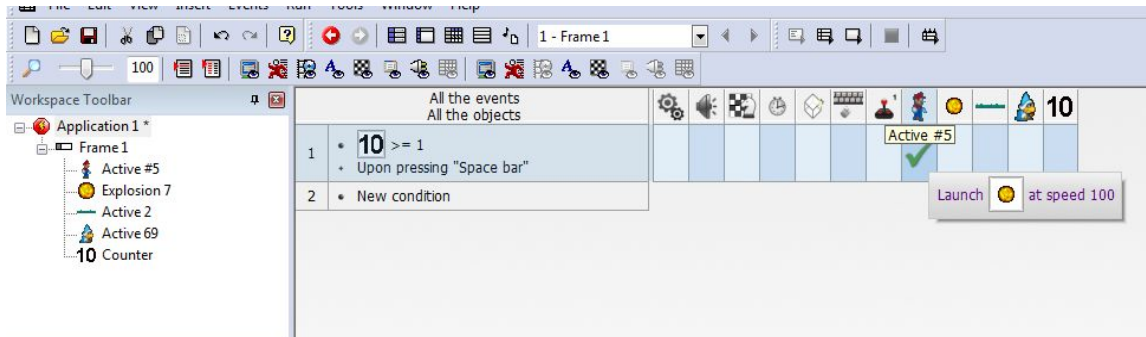 File Edit View Insert Events Run Tools Window Help
1 - Frame 1
100
Workspace Toolbar
Application 1 *
Frame 1
Active #5
Explosion 7
Active 2
Active 69
10 Counter
All the events
All the objects
10
1 • 10 >= 1
+ Upon pressing "Space bar"
2 • New condition
Active #5
Launch at speed 100